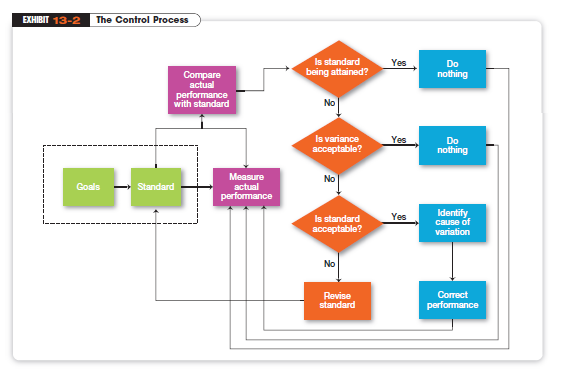 EXHIBIT 13-2 The Control Process
Compare
actual
performance
with standard
Is standard
being attained?
Yes
Do
nothing
No
Is variance
acceptable?
Yes
Do
nothing
No
Goals
Standard
Measure
actual
performance
Is standard
acceptable?
Yes
Identify
cause of
variation
No
Revise
standard
Correct
performance